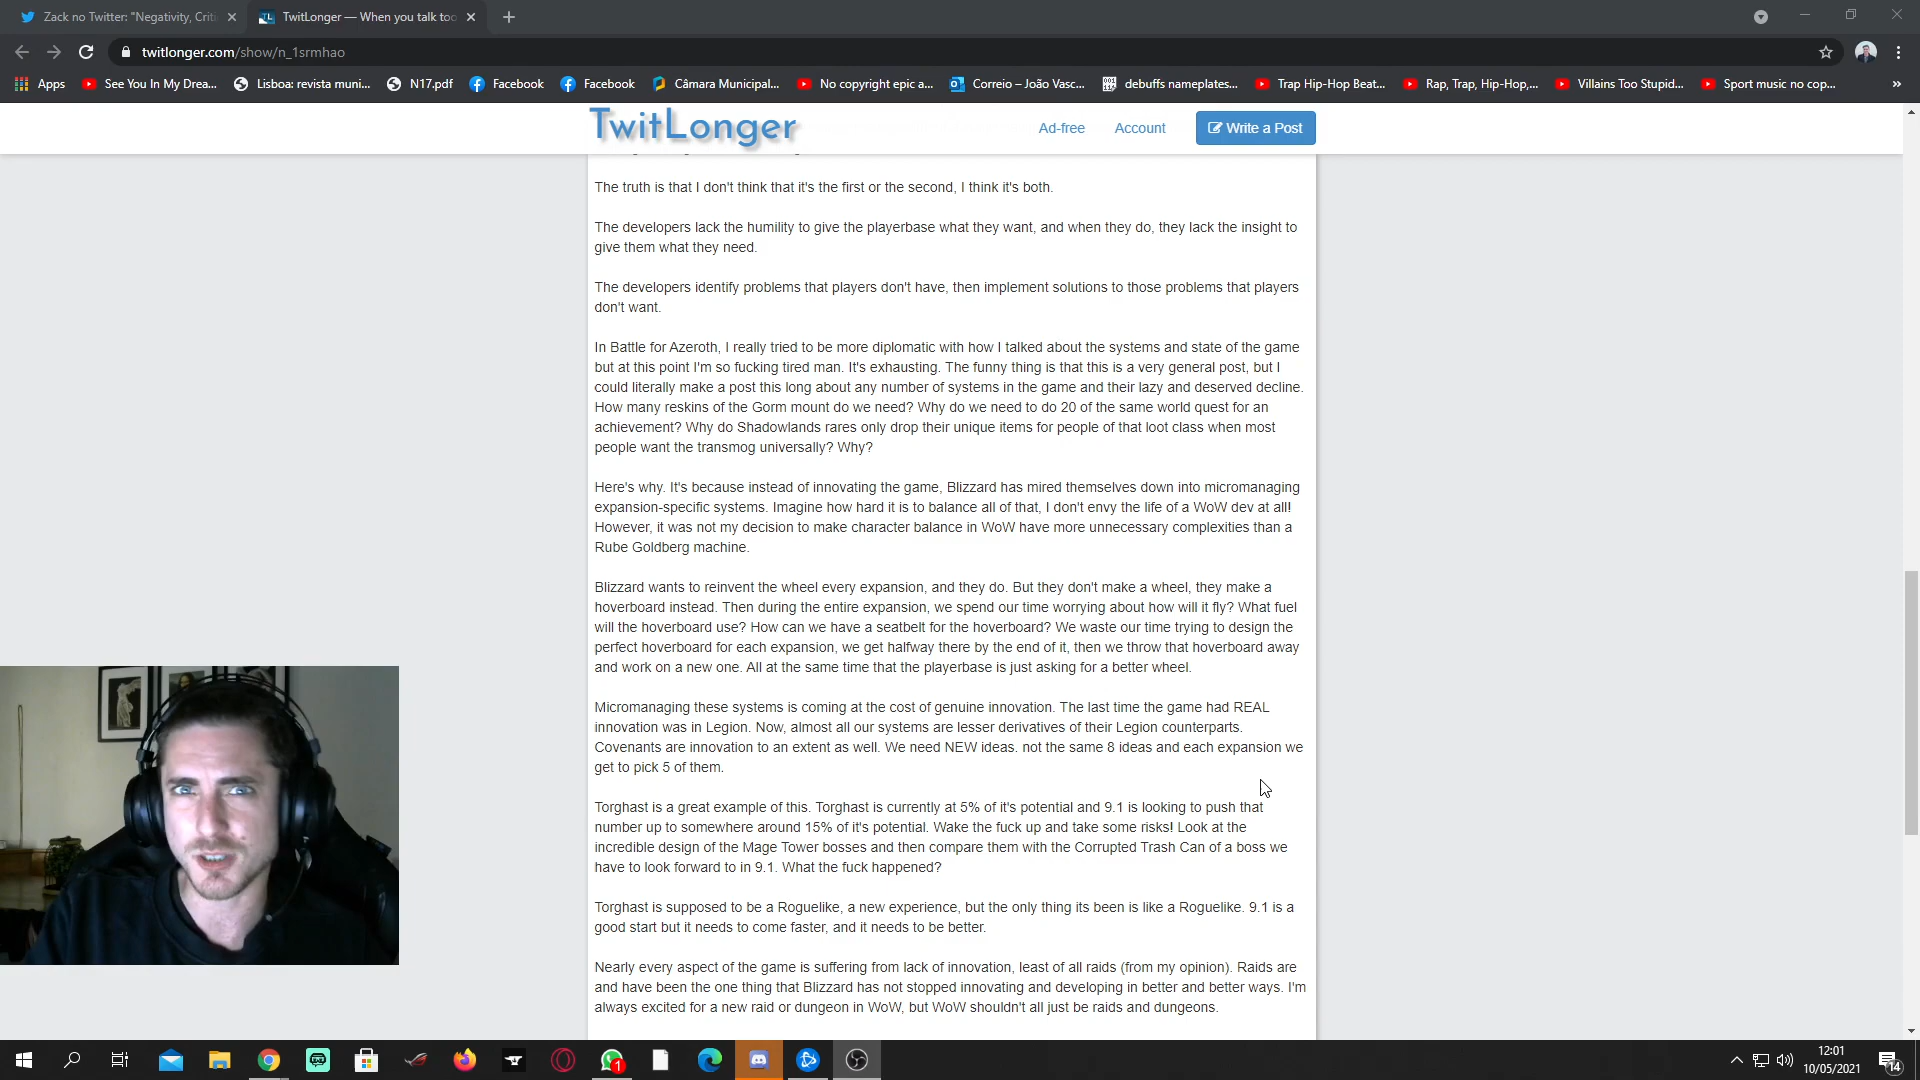 Zack no Twitter: "Negativity, Criti
TwitLonger — When you talk too
twitlonger.com/show/n_1srmhao
Apps
See You In My Drea...
Lisboa: revista muni...
N17.pdf
Facebook
Facebook
Câmara Municipal...
No copyright epic a...
Correio – João Vasc...
debuffs nameplates...
Trap Hip-Hop Beat...
Rap, Trap, Hip-Hop,...
Villains Too Stupid...
Sport music no cop...
»
TwitLonger
Ad-free
Account
Write a Post
The truth is that I don't think that it's the first or the second, I think it's both.
The developers lack the humility to give the playerbase what they want, and when they do, they lack the insight to
give them what they need.
The developers identify problems that players don't have, then implement solutions to those problems that players
don't want.
In Battle for Azeroth, I really tried to be more diplomatic with how I talked about the systems and state of the game
but at this point I'm so fucking tired man. It's exhausting. The funny thing is that this is a very general post, but I
could literally make a post this long about any number of systems in the game and their lazy and deserved decline.
How many reskins of the Gorm mount do we need? Why do we need to do 20 of the same world quest for an
achievement? Why do Shadowlands rares only drop their unique items for people of that loot class when most
people want the transmog universally? Why?
Here's why. It's because instead of innovating the game, Blizzard has mired themselves down into micromanaging
expansion-specific systems. Imagine how hard it is to balance all of that, I don't envy the life of a WoW dev at all!
However, it was not my decision to make character balance in WoW have more unnecessary complexities than a
Rube Goldberg machine.
Blizzard wants to reinvent the wheel every expansion, and they do. But they don't make a wheel, they make a
hoverboard instead. Then during the entire expansion, we spend our time worrying about how will it fly? What fuel
will the hoverboard use? How can we have a seatbelt for the hoverboard? We waste our time trying to design the
perfect hoverboard for each expansion, we get halfway there by the end of it, then we throw that hoverboard away
and work on a new one. All at the same time that the playerbase is just asking for a better wheel.
Micromanaging these systems is coming at the cost of genuine innovation. The last time the game had REAL
innovation was in Legion. Now, almost all our systems are lesser derivatives of their Legion counterparts.
Covenants are innovation to an extent as well. We need NEW ideas. not the same 8 ideas and each expansion we
get to pick 5 of them.
Torghast is a great example of this. Torghast is currently at 5% of it's potential and 9.1 is looking to push that
number up to somewhere around 15% of it's potential. Wake the fuck up and take some risks! Look at the
incredible design of the Mage Tower bosses and then compare them with the Corrupted Trash Can of a boss we
have to look forward to in 9.1. What the fuck happened?
Torghast is supposed to be a Roguelike, a new experience, but the only thing its been is like a Roguelike. 9.1 is a
good start but it needs to come faster, and it needs to be better.
Nearly every aspect of the game is suffering from lack of innovation, least of all raids (from my opinion). Raids are
and have been the one thing that Blizzard has not stopped innovating and developing in better and better ways. I'm
always excited for a new raid or dungeon in WoW, but WoW shouldn't all just be raids and dungeons.
1
12:01
10/05/2021
14